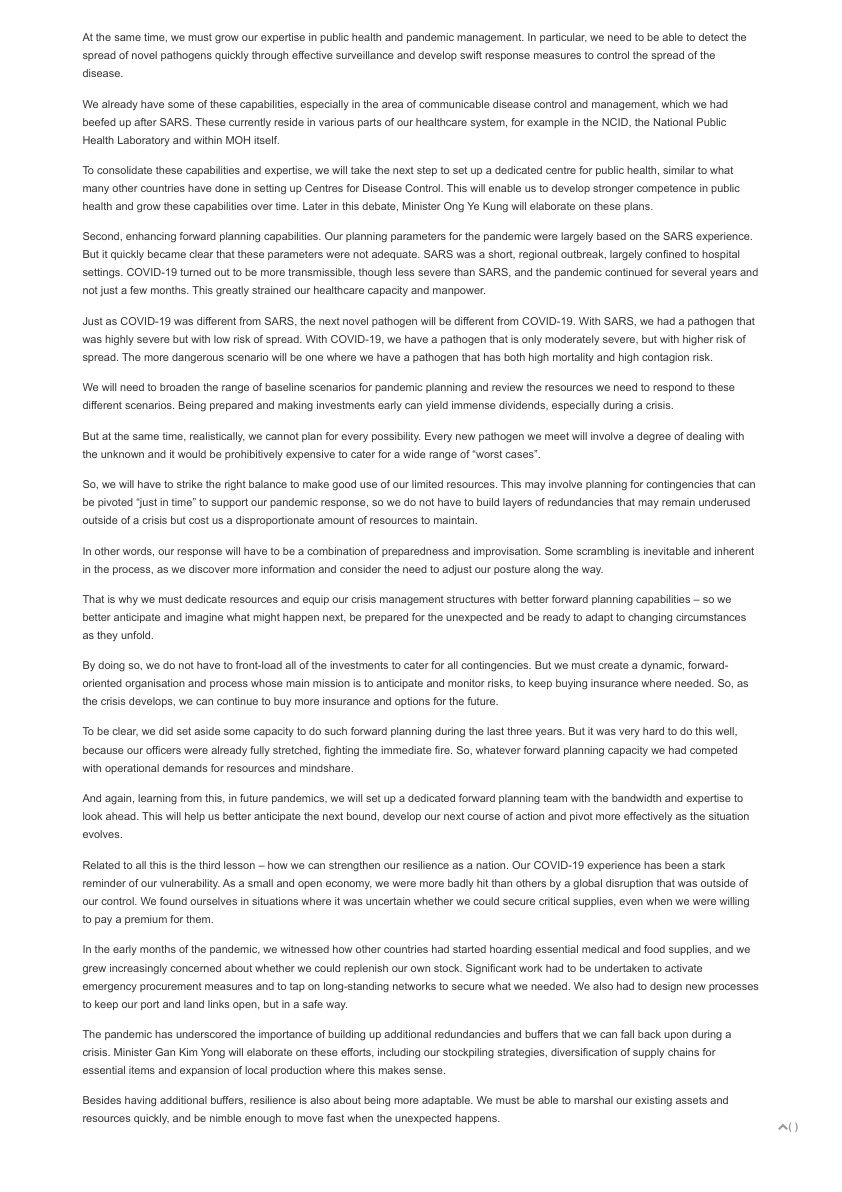 At the same time, we must grow our expertise in public health and pandemic management. In particular, we need to be able to detect the
spread of novel pathogens quickly through effective surveillance and develop swift response measures to control the spread of the
disease.
We already have some of these capabilities, especially in the area of communicable disease control and management, which we had
beefed up after SARS. These currently reside in various parts of our healthcare system, for example in the NCID, the National Public
Health Laboratory and within MOH itself.
To consolidate these capabilities and expertise, we will take the next step to set up a dedicated centre for public health, similar to what
many other countries have done in setting up Centres for Disease Control. This will enable us to develop stronger competence in public
health and grow these capabilities over time. Later in this debate, Minister Ong Ye Kung will elaborate on these plans.
Second, enhancing forward planning capabilities. Our planning parameters for the pandemic were largely based on the SARS experience.
But it quickly became clear that these parameters were not adequate. SARS was a short, regional outbreak, largely confined to hospital
settings. COVID-19 turned out to be more transmissible, though less severe than SARS, and the pandemic continued for several years and
not just a few months. This greatly strained our healthcare capacity and manpower.
Just as COVID-19 was different from SARS, the next novel pathogen will be different from COVID-19. With SARS, we had a pathogen that
was highly severe but with low risk of spread. With COVID-19, we have a pathogen that is only moderately severe, but with higher risk of
spread. The more dangerous scenario will be one where we have a pathogen that has both high mortality and high contagion risk.
We will need to broaden the range of baseline scenarios for pandemic planning and review the resources we need to respond to these
different scenarios. Being prepared and making investments early can yield immense dividends, especially during a crisis.
But at the same time, realistically, we cannot plan for every possibility. Every new pathogen we meet will involve a degree of dealing with
the unknown and it would be prohibitively expensive to cater for a wide range of “worst cases”.
So, we will have to strike the right balance to make good use of our limited resources. This may involve planning for contingencies that can
be pivoted “just in time” to support our pandemic response, so we do not have to build layers of redundancies that may remain underused
outside of a crisis but cost us a disproportionate amount of resources to maintain.
In other words, our response will have to be a combination of preparedness and improvisation. Some scrambling is inevitable and inherent
in the process, as we discover more information and consider the need to adjust our posture along the way.
That is why we must dedicate resources and equip our crisis management structures with better forward planning capabilities – so we
better anticipate and imagine what might happen next, be prepared for the unexpected and be ready to adapt to changing circumstances
as they unfold.
By doing so, we do not have to front-load all of the investments to cater for all contingencies. But we must create a dynamic, forward-
oriented organisation and process whose main mission is to anticipate and monitor risks, to keep buying insurance where needed. So, as
the crisis develops, we can continue to buy more insurance and options for the future.
To be clear, we did set aside some capacity to do such forward planning during the last three years. But it was very hard to do this well,
because our officers were already fully stretched, fighting the immediate fire. So, whatever forward planning capacity we had competed
with operational demands for resources and mindshare.
And again, learning from this, in future pandemics, we will set up a dedicated forward planning team with the bandwidth and expertise to
look ahead. This will help us better anticipate the next bound, develop our next course of action and pivot more effectively as the situation
evolves.
Related to all this is the third lesson – how we can strengthen our resilience as a nation. Our COVID-19 experience has been a stark
reminder of our vulnerability. As a small and open economy, we were more badly hit than others by a global disruption that was outside of
our control. We found ourselves in situations where it was uncertain whether we could secure critical supplies, even when we were willing
to pay a premium for them.
In the early months of the pandemic, we witnessed how other countries had started hoarding essential medical and food supplies, and we
grew increasingly concerned about whether we could replenish our own stock. Significant work had to be undertaken to activate
emergency procurement measures and to tap on long-standing networks to secure what we needed. We also had to design new processes
to keep our port and land links open, but in a safe way.
The pandemic has underscored the importance of building up additional redundancies and buffers that we can fall back upon during a
crisis. Minister Gan Kim Yong will elaborate on these efforts, including our stockpiling strategies, diversification of supply chains for
essential items and expansion of local production where this makes sense.
Besides having additional buffers, resilience is also about being more adaptable. We must be able to marshal our existing assets and
resources quickly, and be nimble enough to move fast when the unexpected happens.
( )